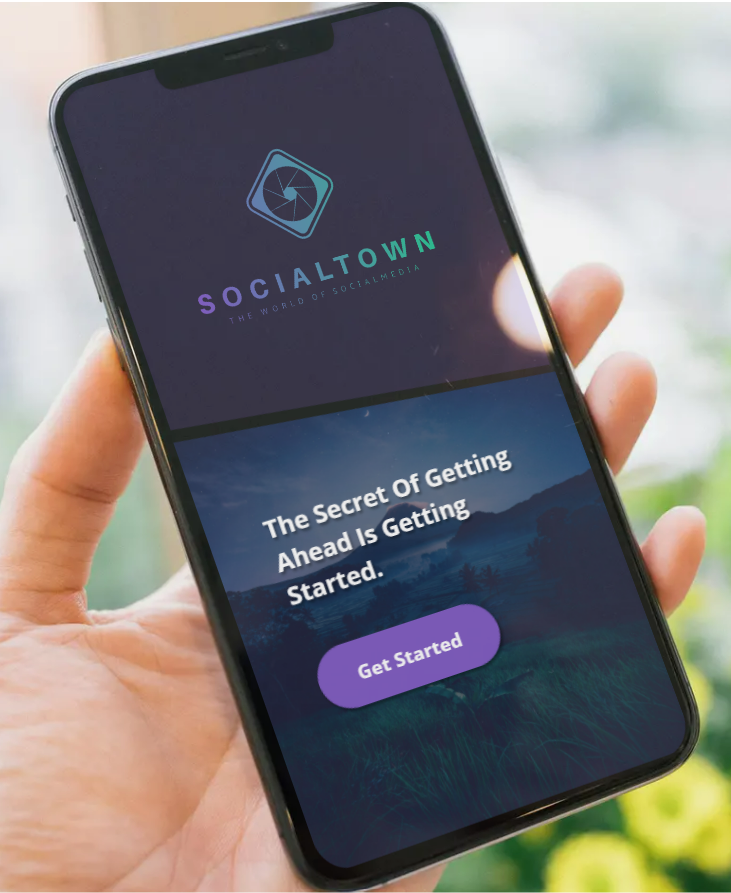 SOCIALTOWN
THE WORLD OF SOCIALMEDIA
The Secret Of Getting
Ahead Is Getting
Started.
Get Started